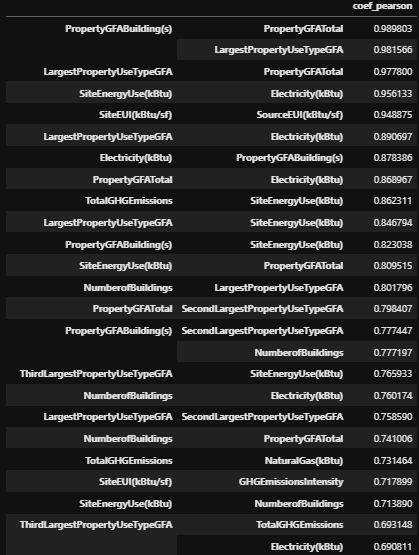 coef_pearson
PropertyGFABuilding(s) PropertyGFATotal 0.989803
LargestPropertyUseTypeGFA 0.981566
LargestPropertyUseTypeGFA PropertyGFATotal 0.977800
SiteEnergyUse(kBtu) Electricity(kBtu) 0.956133
SiteEUI(kBtu/sf) SourceEUI(kBtu/sf) 0.948875
LargestPropertyUseTypeGFA Electricity(kBtu) 0.890697
Electricity(kBtu) PropertyGFABuilding(s) 0.878386
PropertyGFATotal Electricity(kBtu) 0.868967
TotalGHGEmissions SiteEnergyUse(kBtu) 0.862311
LargestPropertyUseTypeGFA SiteEnergyUse(kBtu) 0.846794
PropertyGFABuilding(s) SiteEnergyUse(kBtu) 0.823038
SiteEnergyUse(kBtu) PropertyGFATotal 0.809515
NumberofBuildings LargestPropertyUseTypeGFA 0.801796
PropertyGFATotal SecondLargestPropertyUseTypeGFA 0.798407
PropertyGFABuilding(s) SecondLargestPropertyUseTypeGFA 0.777447
NumberofBuildings 0.777197
ThirdLargestPropertyUseTypeGFA SiteEnergyUse(kBtu) 0.765933
NumberofBuildings Electricity(kBtu) 0.760174
LargestPropertyUseTypeGFA SecondLargestPropertyUseTypeGFA 0.758590
NumberofBuildings PropertyGFATotal 0.741006
TotalGHGEmissions NaturalGas(kBtu) 0.731464
SiteEUI(kBtu/sf) GHGEmissionsIntensity 0.717899
SiteEnergyUse(kBtu) NumberofBuildings 0.713890
ThirdLargestPropertyUseTypeGFA TotalGHGEmissions 0.693148
Electricity(kBtu) 0.690811